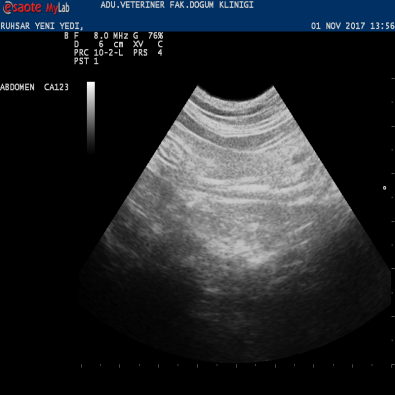 esaote MyLab
ADU.VETERINER FAK.DOGUM KLINIGI
RUHSAR YENI YEDI,
01 NOV 2017 13:56
B F 8.0 MHz G 76%
D 6 cm XV C
PRC 10-2-L PRS 4
PST 1
ABDOMEN CA123